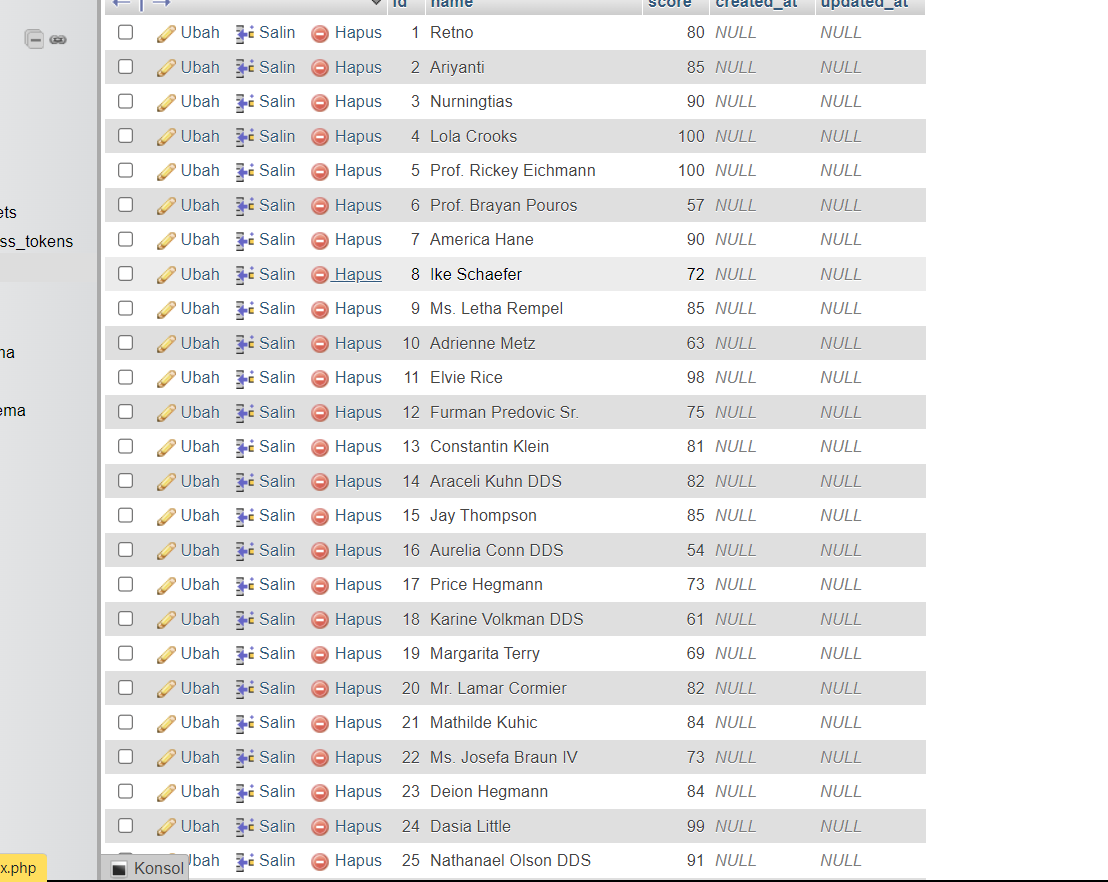 id name score created_at updated_at
Ubah Salin Hapus 1 Retno 80 NULL NULL
Ubah Salin Hapus 2 Ariyanti 85 NULL NULL
Ubah Salin Hapus 3 Nurningtias 90 NULL NULL
Ubah Salin Hapus 4 Lola Crooks 100 NULL NULL
Ubah Salin Hapus 5 Prof. Rickey Eichmann 100 NULL NULL
ets
Ubah Salin Hapus 6 Prof. Brayan Pouros 57 NULL NULL
ss_tokens
Ubah Salin Hapus 7 America Hane 90 NULL NULL
Ubah Salin Hapus 8 Ike Schaefer 72 NULL NULL
Ubah Salin Hapus 9 Ms. Letha Rempel 85 NULL NULL
ma
Ubah Salin Hapus 10 Adrienne Metz 63 NULL NULL
Ubah Salin Hapus 11 Elvie Rice 98 NULL NULL
ema
Ubah Salin Hapus 12 Furman Predovic Sr. 75 NULL NULL
Ubah Salin Hapus 13 Constantin Klein 81 NULL NULL
Ubah Salin Hapus 14 Araceli Kuhn DDS 82 NULL NULL
Ubah Salin Hapus 15 Jay Thompson 85 NULL NULL
Ubah Salin Hapus 16 Aurelia Conn DDS 54 NULL NULL
Ubah Salin Hapus 17 Price Hegmann 73 NULL NULL
Ubah Salin Hapus 18 Karine Volkman DDS 61 NULL NULL
Ubah Salin Hapus 19 Margarita Terry 69 NULL NULL
Ubah Salin Hapus 20 Mr. Lamar Cormier 82 NULL NULL
Ubah Salin Hapus 21 Mathilde Kuhic 84 NULL NULL
Ubah Salin Hapus 22 Ms. Josefa Braun IV 73 NULL NULL
Ubah Salin Hapus 23 Deion Hegmann 84 NULL NULL
Ubah Salin Hapus 24 Dasia Little 99 NULL NULL
Ubah Salin Hapus 25 Nathanael Olson DDS 91 NULL NULL
x.php Konsol